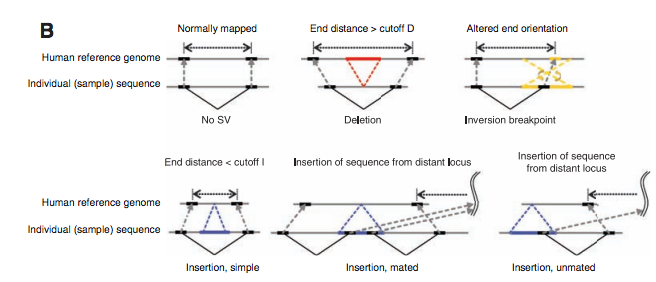 B
Normally mapped
End distance > cutoff D
Altered end orientation
Human reference genome
Individual (sample) sequence
No SV
Deletion
Inversion breakpoint
End distance < cutoff I
Insertion of sequence from distant locus
Insertion of sequence
from distant locus
Human reference genome
Individual (sample) sequence
Insertion, simple
Insertion, mated
Insertion, unmated